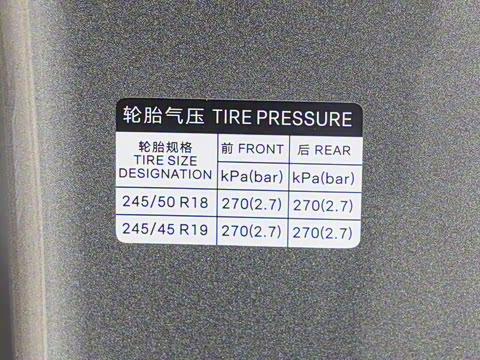 轮胎气压 TIRE PRESSURE
轮胎规格
TIRE SIZE
DESIGNATION
前 FRONT 后 REAR
kPa(bar) kPa(bar)
245/50 R18 270(2.7) 270(2.7)
245/45 R19 270(2.7) 270(2.7)